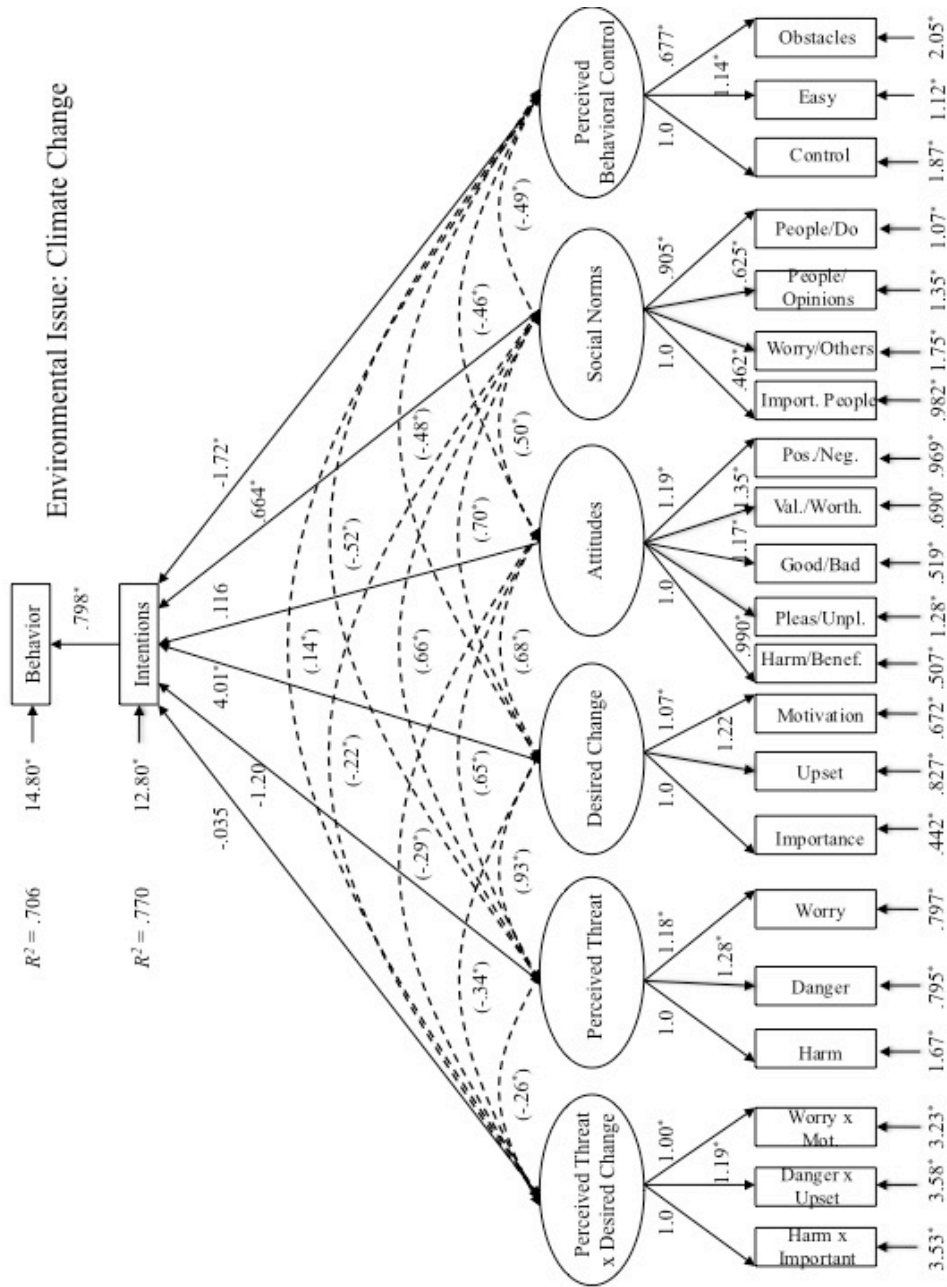 Environmental Issue: Climate Change
R² = .706
14.80*
Behavior
.798*
R² = .770
12.80*
Intentions
-.035
-1.20
4.01*
.116
.664*
-1.72*
(.14*)
(-.52*)
(-.22*)
(.66*)
(-.48*)
(-.29*)
(.65*)
(.70*)
(-.46*)
(-.34*)
(.93*)
(.68*)
(.50*)
(-.49*)
(-.26*)
Perceived Threat
x Desired Change
Perceived Threat
Desired Change
Attitudes
Social Norms
Perceived
Behavioral Control
1.0
1.19*
1.00*
1.0
1.28*
1.18*
1.0
1.22*
1.07*
1.0
.990*
1.17*
1.35*
1.19*
1.0
.462*
.625*
.905*
1.0
1.14*
.677*
Harm x
Important
Danger x
Upset
Worry x
Mot.
Harm
Danger
Worry
Importance
Upset
Motivation
Harm/Benef.
Pleas/Unpl.
Good/Bad
Val./Worth.
Pos./Neg.
Import. People
Worry/Others
People/
Opinions
People/Do
Control
Easy
Obstacles
3.53*
3.58*
3.23*
1.67*
.795*
.797*
.442*
.827*
.672*
.507*
1.28*
.519*
.690*
.969*
.982*
1.75*
1.35*
1.07*
1.87*
1.12*
2.05*